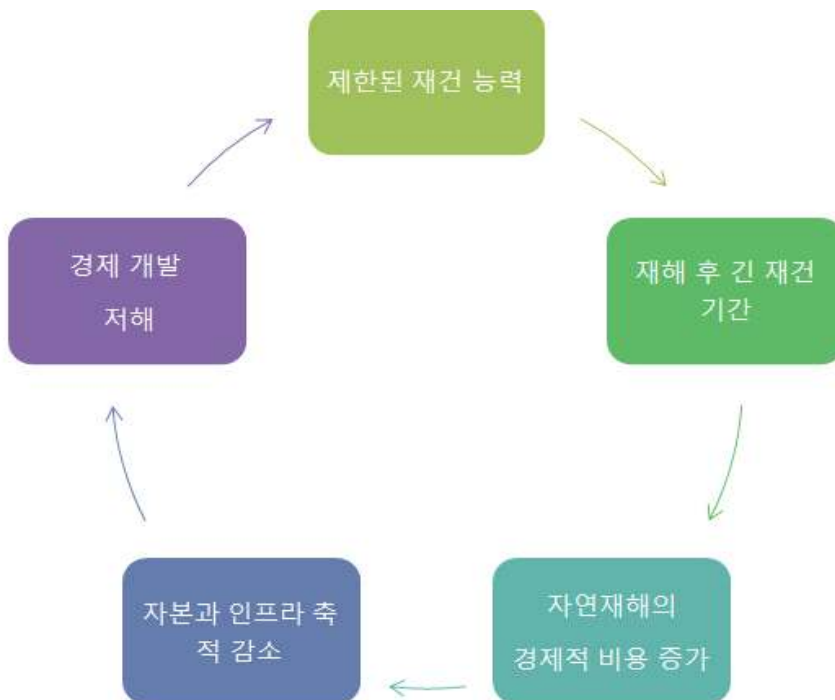 제한된 재건 능력
재해 후 긴 재건
기간
자연재해의
경제적 비용 증가
자본과 인프라 축
적 감소
경제 개발
저해